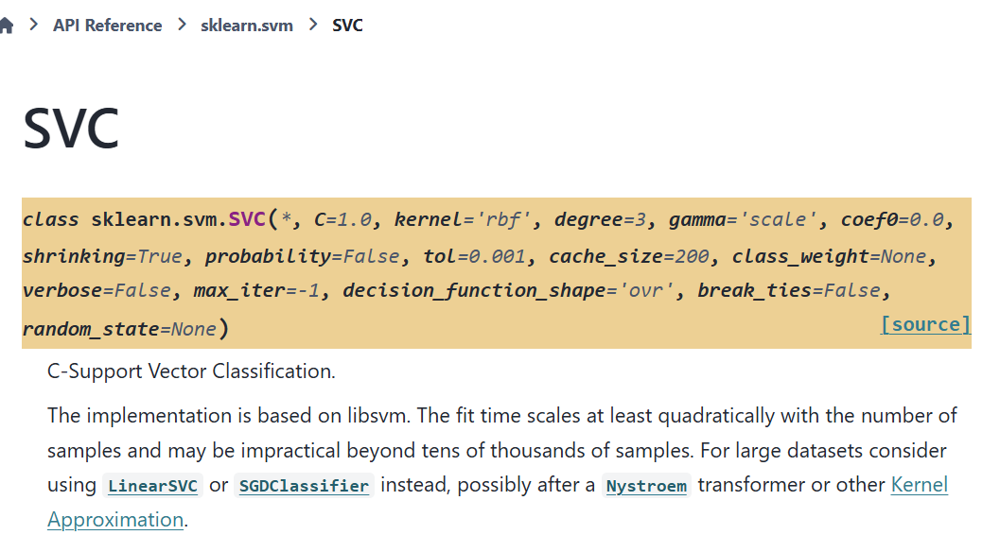 API Reference > sklearn.svm > SVC
SVC
class sklearn.svm.SVC(*, C=1.0, kernel='rbf', degree=3, gamma='scale', coef0=0.0,
shrinking=True, probability=False, tol=0.001, cache_size=200, class_weight=None,
verbose=False, max_iter=-1, decision_function_shape='ovr', break_ties=False,
random_state=None) [source]
C-Support Vector Classification.
The implementation is based on libsvm. The fit time scales at least quadratically with the number of
samples and may be impractical beyond tens of thousands of samples. For large datasets consider
using LinearSVC or SGDClassifier instead, possibly after a Nystroem transformer or other Kernel
Approximation.